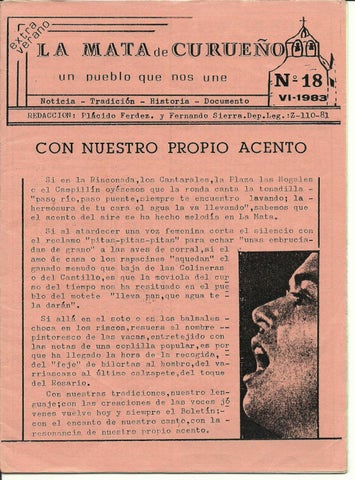 extra
verano
LA MATA de CURUEÑO
un pueblo que nos une
Nº 18
VI-1983
Noticia - Tradición - Historia - Documento
REDACCION: Plácido Ferdez. y Fernando Sierra.Dep.Leg.:Z-110-81
CON NUESTRO PROPIO ACENTO
Si en la Rinconada,los Cantarales,la Plaza las Nogales
o el Caspillín oyésemos que la ronda canta la tonadilla -
"paso río,paso puente,siempre te encuentro lavando; la-
hermosura de tu cara el agua la va llevando",sabemos que
el acento del aire se ha hecho melodía en La Mata.
Si al atardecer una voz femenina corta el silencio con
el reclamo "pitas-pitas-pitas" para echar "unas embrucia-
das de grano" a las aves de corral,si el
amo de casa o los rapacines "aquedan" el
ganado menudo que baja de las Colineras
o del Castillo,es que la moviola del cur
so del tiempo nos ha resituado en el pue
blo del motete "lleva pan,que agua te -
la darán".
Si allá en el soto o en los balsales -
choca en los rincos,resuena el nombre --
pintoresco de las vacas,entretejido con
las notas de una coplilla popular,es por
que ha llegado la hora de la recogida, -
del "feje" de bilortas al hombro,del va-
rriascazo al último calzapete,del toque
del Rosario.
Con nuestras tradiciones,nuestro len-
guaje;con las creaciones de las voces jó
venes vuelve hoy y siempre el Boletín:--
con el encanto de nuestro canto,con la--
resonancia de nuestro propio acento.